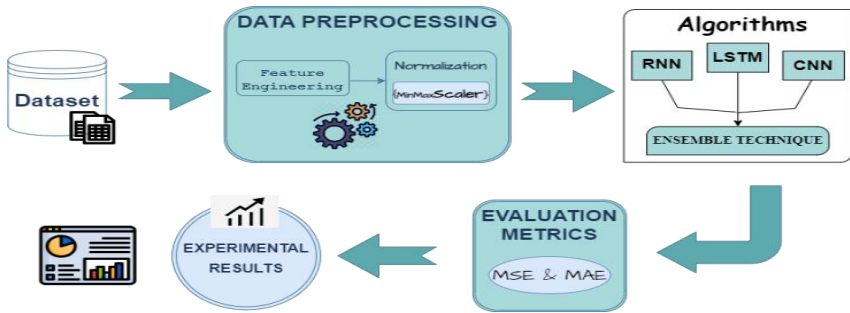 DATA PREPROCESSING
Dataset
Feature
Engineering
Normalization
{MinMaxScaler}
Algorithms
RNN
LSTM
CNN
ENSEMBLE TECHNIQUE
EVALUATION
METRICS
MSE & MAE
EXPERIMENTAL
RESULTS